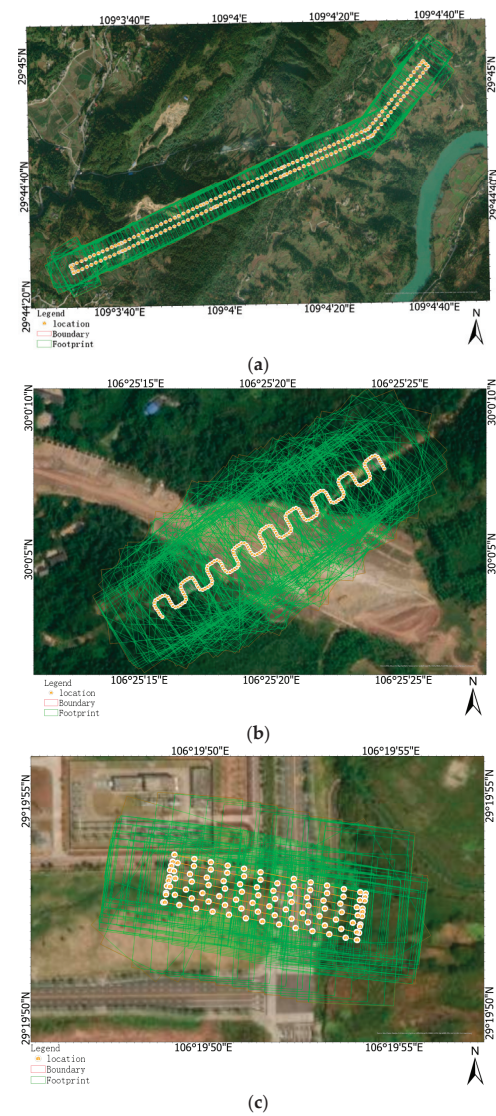 109°3'40"E 109°4'E 109°4'20"E 109°4'40"E
29°45'N
29°45'N
29°44'40"N
29°44'40"N
29°44'20"N
109°3'40"E 109°4'E 109°4'20"E 109°4'40"E
Legend
location
Boundary
Footprint
N
(a)
106°25'15"E 106°25'20"E 106°25'25"E
30°0'10"N
30°0'10"N
30°0'5"N
30°0'5"N
106°25'15"E 106°25'20"E 106°25'25"E
Legend
location
Boundary
Footprint
N
(b)
106°19'50"E 106°19'55"E
29°19'55"N
29°19'55"N
29°19'50"N
29°19'50"N
106°19'50"E 106°19'55"E
Legend
location
Boundary
Footprint
N
(c)